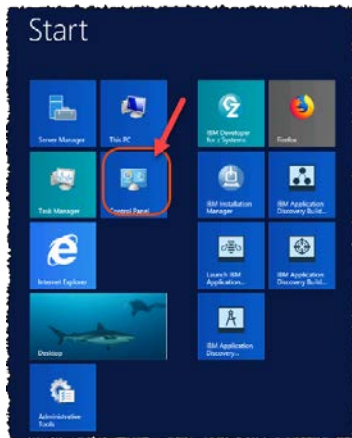 Start
Server Manager
This PC
IBM Developer
for z Systems
Firefox
Task Manager
Control Panel
IBM Installation
Manager
IBM Application
Discovery Build...
Internet Explorer
Launch IBM
Application...
IBM Application
Discovery Build...
Desktop
IBM Application
Discovery...
Administrative
Tools